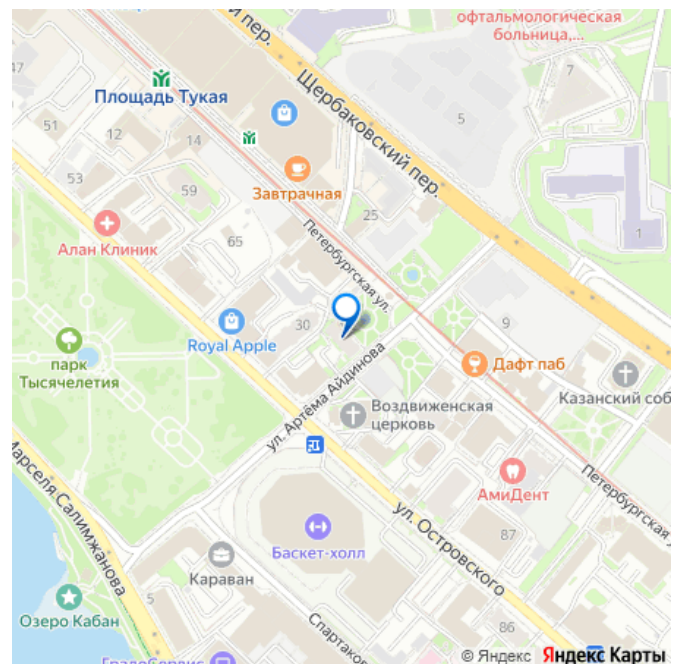 офтальмологическая
больница,...
47
й пер.
Щербаковский пер.
7
Площадь Тукая
5
51
12
14
Завтрачная
53
59
25
1
Алан Клиник
65
Петербургская ул.
30
Royal Apple
9
парк
Тысячелетия
Дафт паб
ул. Артёма Айдинова
Казанский соб
Воздвиженская
церковь
Марселя Салимжанова
АмиДент
Петербургская у
ул. Островского
Баскет-холл
87
Караван
5
Озеро Кабан
Спартаков
86
ГрадоСервис
© Яндекс Яндекс Карты